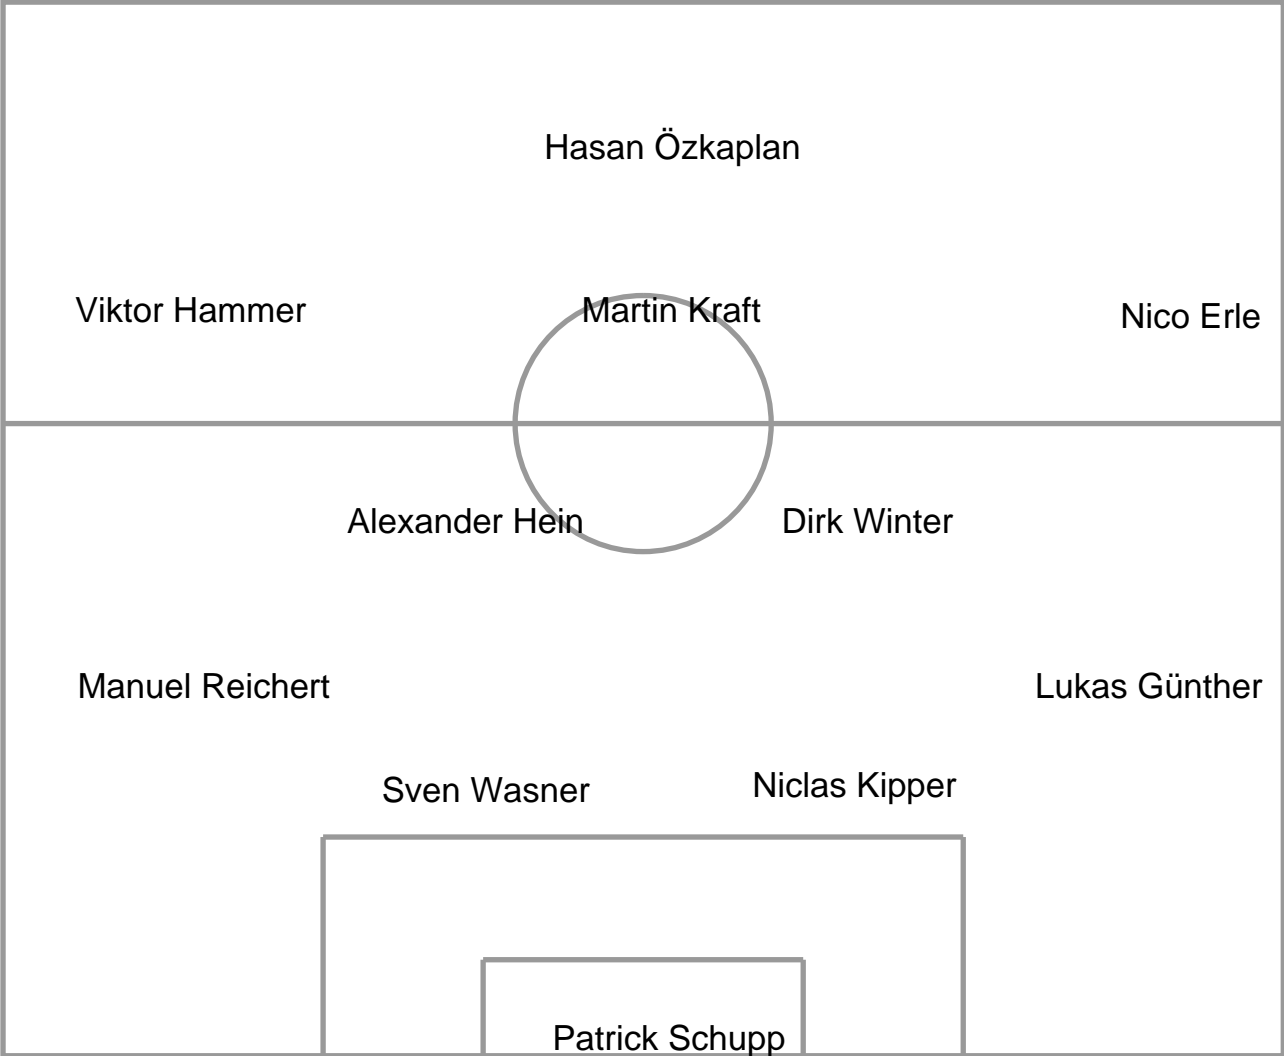 Hasan Özkaplan
Viktor Hammer
Martin Kraft
Nico Erle
Alexander Hein
Dirk Winter
Manuel Reichert
Lukas Günther
Sven Wasner
Niclas Kipper
Patrick Schupp